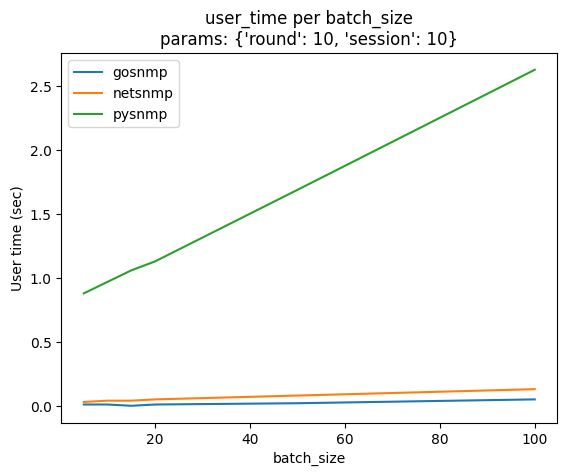 user_time per batch_size
params: {'round': 10, 'session': 10}
gosnmp
netsnmp
pysnmp
User time (sec)
2.5
2.0
1.5
1.0
0.5
0.0
20
40
60
80
100
batch_size